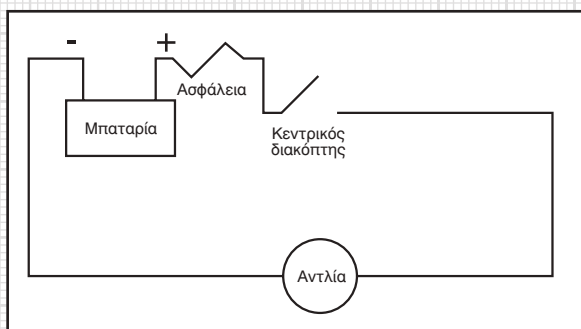 - +
Ασφάλεια
Μπαταρία
Κεντρικός
διακόπτης
Αντλία